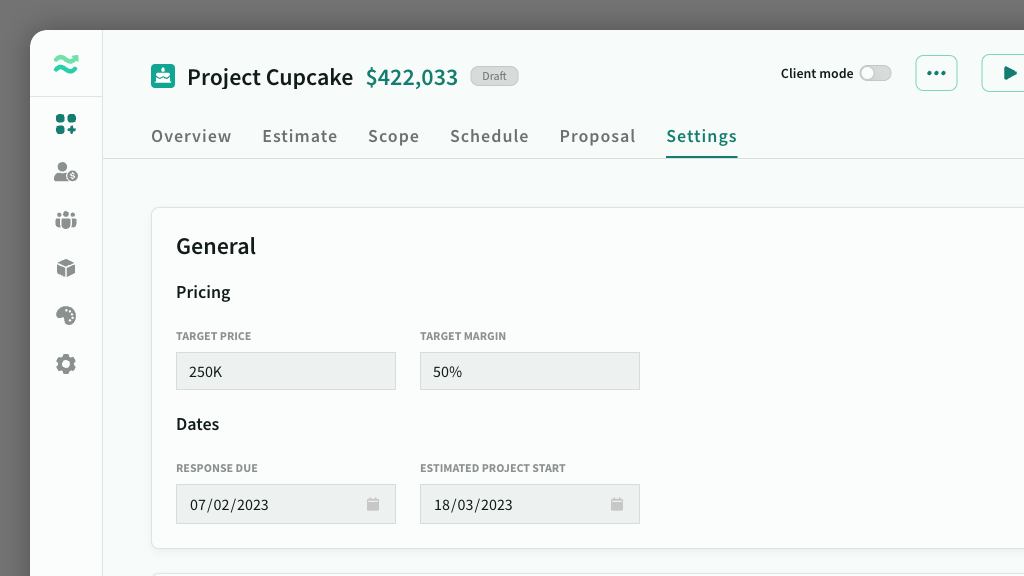 Project Cupcake $422,033 Draft
Client mode
Overview Estimate Scope Schedule Proposal Settings
General
Pricing
TARGET PRICE TARGET MARGIN
250K 50%
Dates
RESPONSE DUE ESTIMATED PROJECT START
07/02/2023 18/03/2023